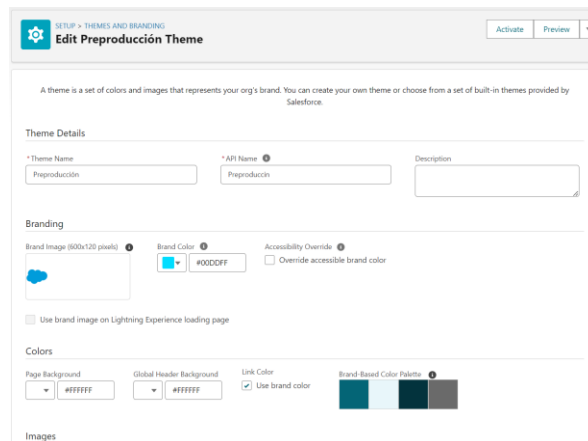 SETUP > THEMES AND BRANDING
Edit Preproducción Theme
Activate
Preview
A theme is a set of colors and images that represents your org's brand. You can create your own theme or choose from a set of built-in themes provided by
Salesforce.
Theme Details
*Theme Name
*API Name
Description
Preproducción
Preproduccin
Branding
Brand Image (600x120 pixels)
Brand Color
Accessibility Override
#00DDFF
Override accessible brand color
Use brand image on Lightning Experience loading page
Colors
Page Background
Global Header Background
Link Color
Brand-Based Color Palette
#FFFFFF
#FFFFFF
Use brand color
Images